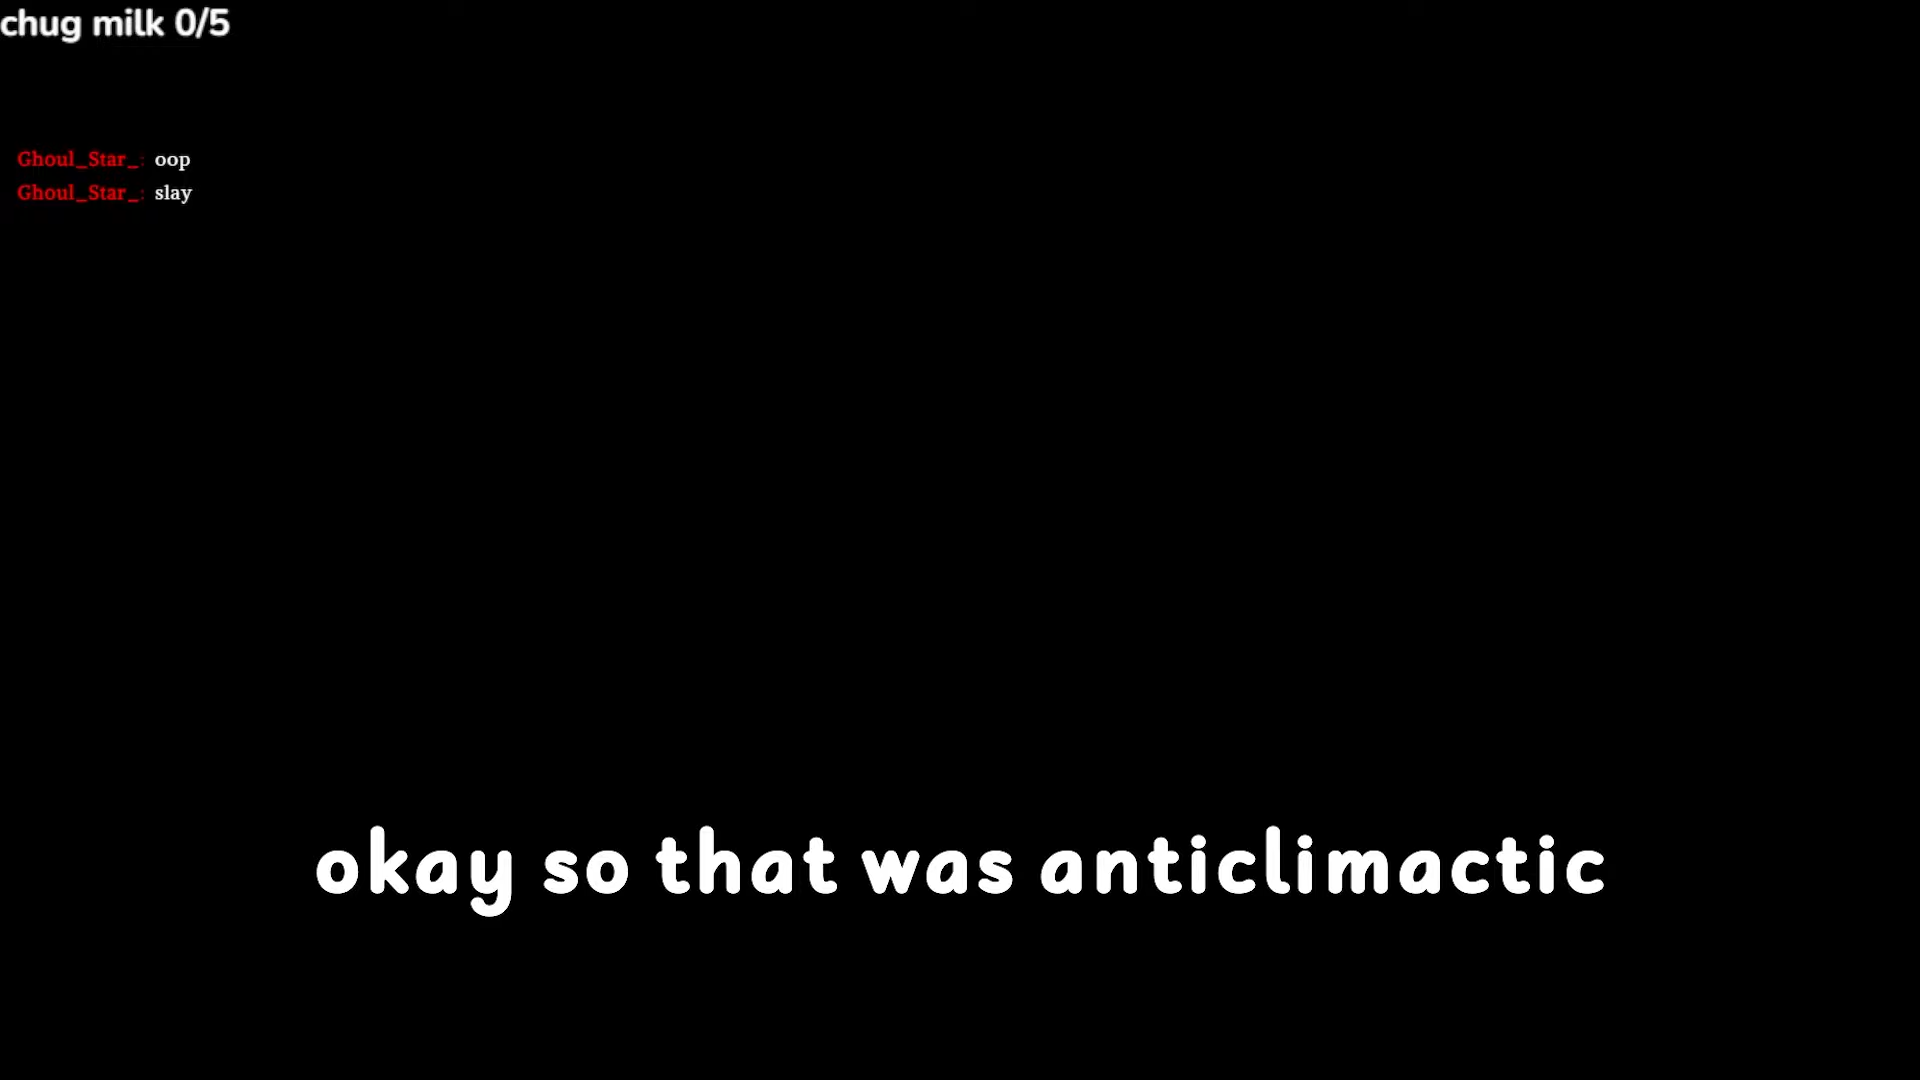 chug milk 0/5
Ghoul_Star_: oop
Ghoul_Star_: slay
okay so that was anticlimactic